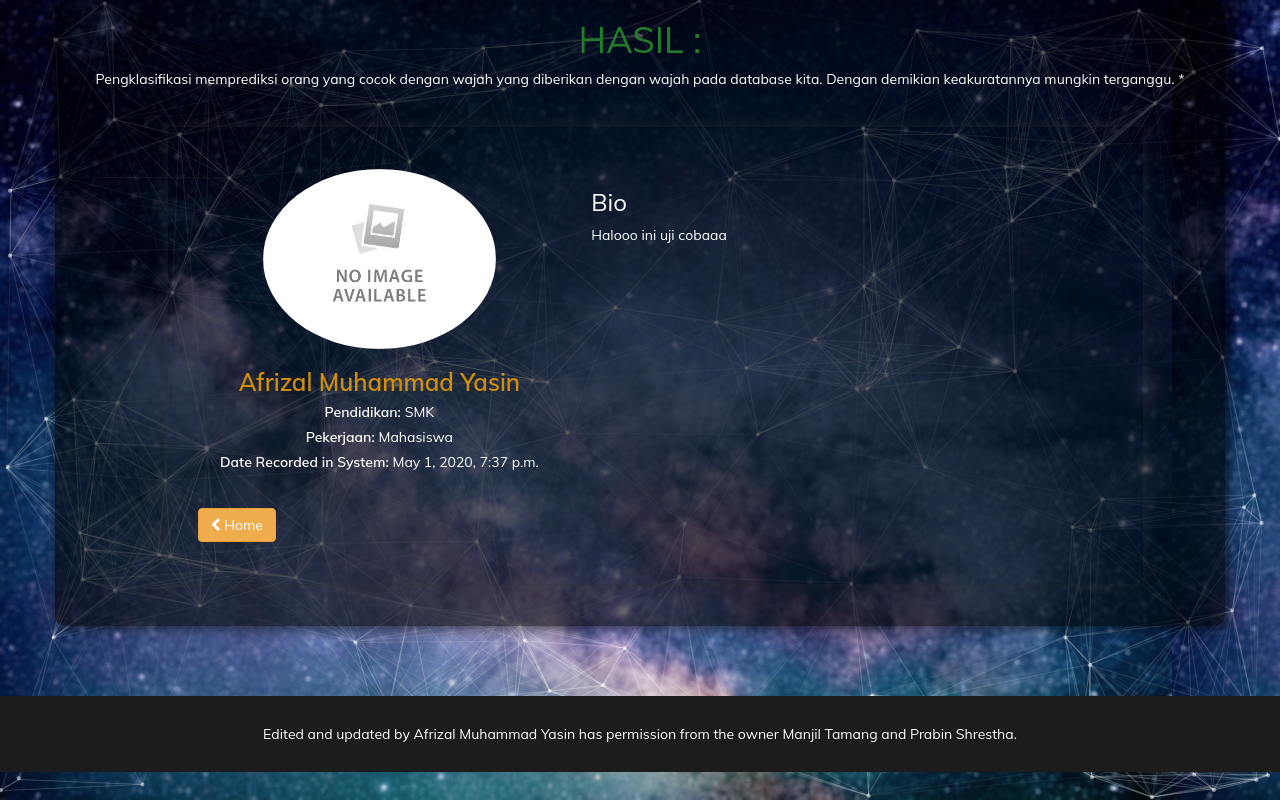 HASIL :
Pengklasifikasi memprediksi orang yang cocok dengan wajah yang diberikan dengan wajah pada database kita. Dengan demikian keakuratannya mungkin terganggu. *
NO IMAGE
AVAILABLE
Afrizal Muhammad Yasin
Pendidikan: SMK
Pekerjaan: Mahasiswa
Date Recorded in System: May 1, 2020, 7:37 p.m.
Bio
Halooo ini uji cobaaa
Home
Edited and updated by Afrizal Muhammad Yasin has permission from the owner Manjil Tamang and Prabin Shrestha.